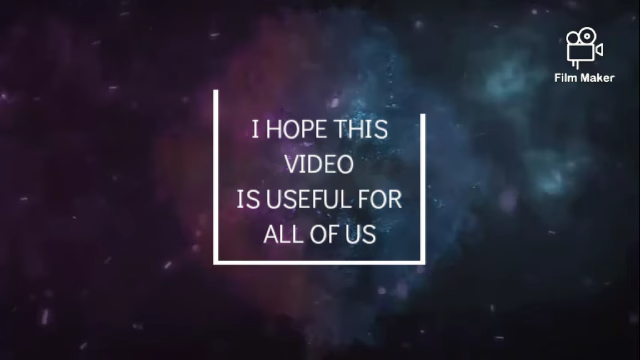 Film Maker
I HOPE THIS
VIDEO
IS USEFUL FOR
ALL OF US